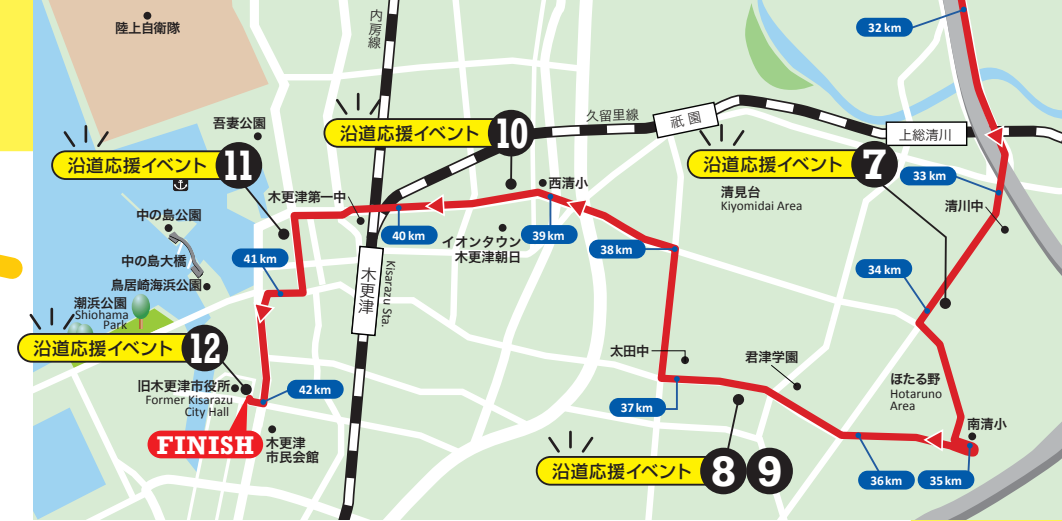 陸上自衛隊
内房線
32 km
吾妻公園
沿道応援イベント 10
久留里線
祇園
上総清川
沿道応援イベント 11
沿道応援イベント 7
33 km
清見台
Kiyomidai Area
清川中
西清小
木更津第一中
中の島公園
40 km
イオンタウン
木更津朝日
39 km
38 km
中の島大橋
41 km
木更津
Kisarazu Sta.
34 km
鳥居崎海浜公園
潮浜公園
Shiohama
Park
沿道応援イベント 12
太田中
君津学園
ほたる野
Hotaruno
Area
旧木更津市役所
Former Kisarazu
City Hall
42 km
37 km
南清小
FINISH
木更津
市民会館
沿道応援イベント 8 9
36 km
35 km